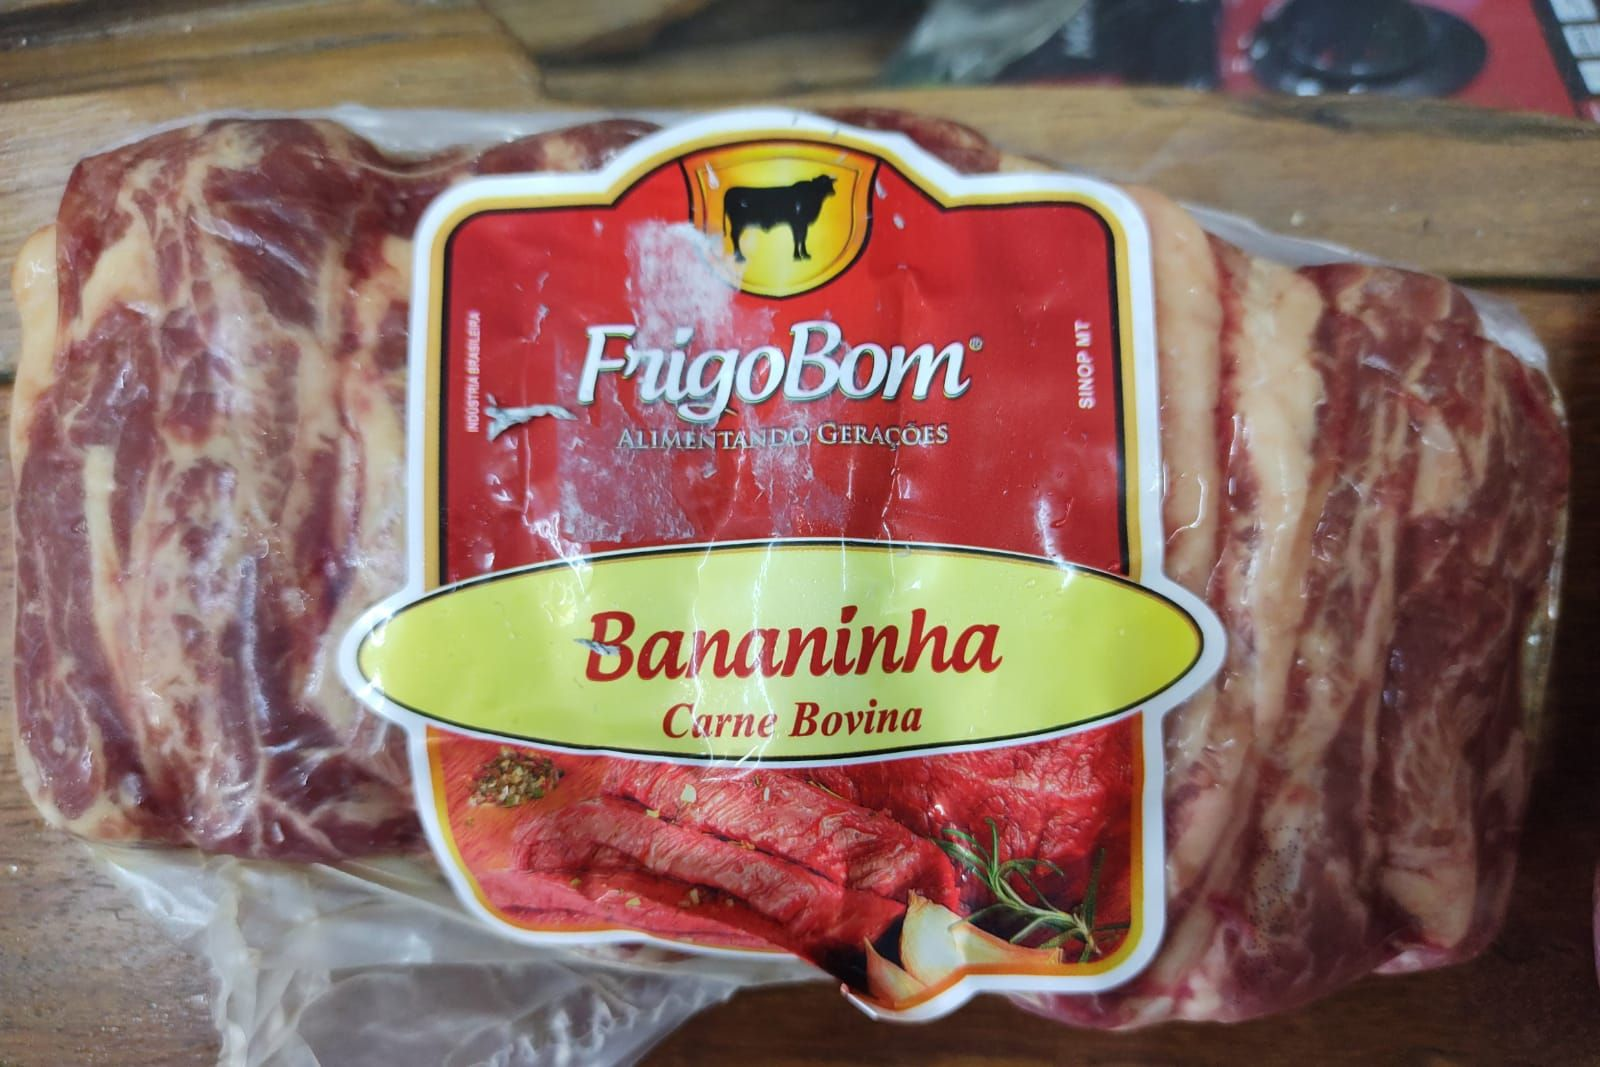 INDÚSTRIA BRASILEIRA
SINOP MT
FrigoBom®
ALIMENTANDO GERAÇÕES
Bananinha
Carne Bovina